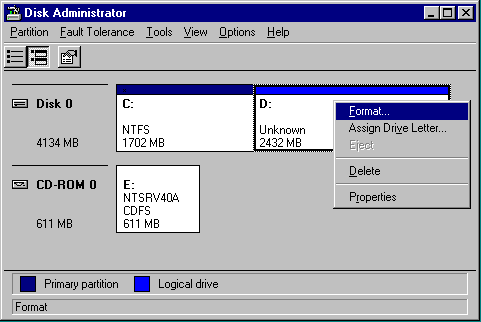 Disk Administrator
Partition Fault Tolerance Tools View Options Help
Disk 0
4134 MB
C:
NTFS
1702 MB
D:
Unknown
2432 MB
Format...
Assign Drive Letter...
Eject
Delete
Properties
CD-ROM 0
611 MB
E:
NTSRV40A
CDFS
611 MB
Primary partition Logical drive
Format